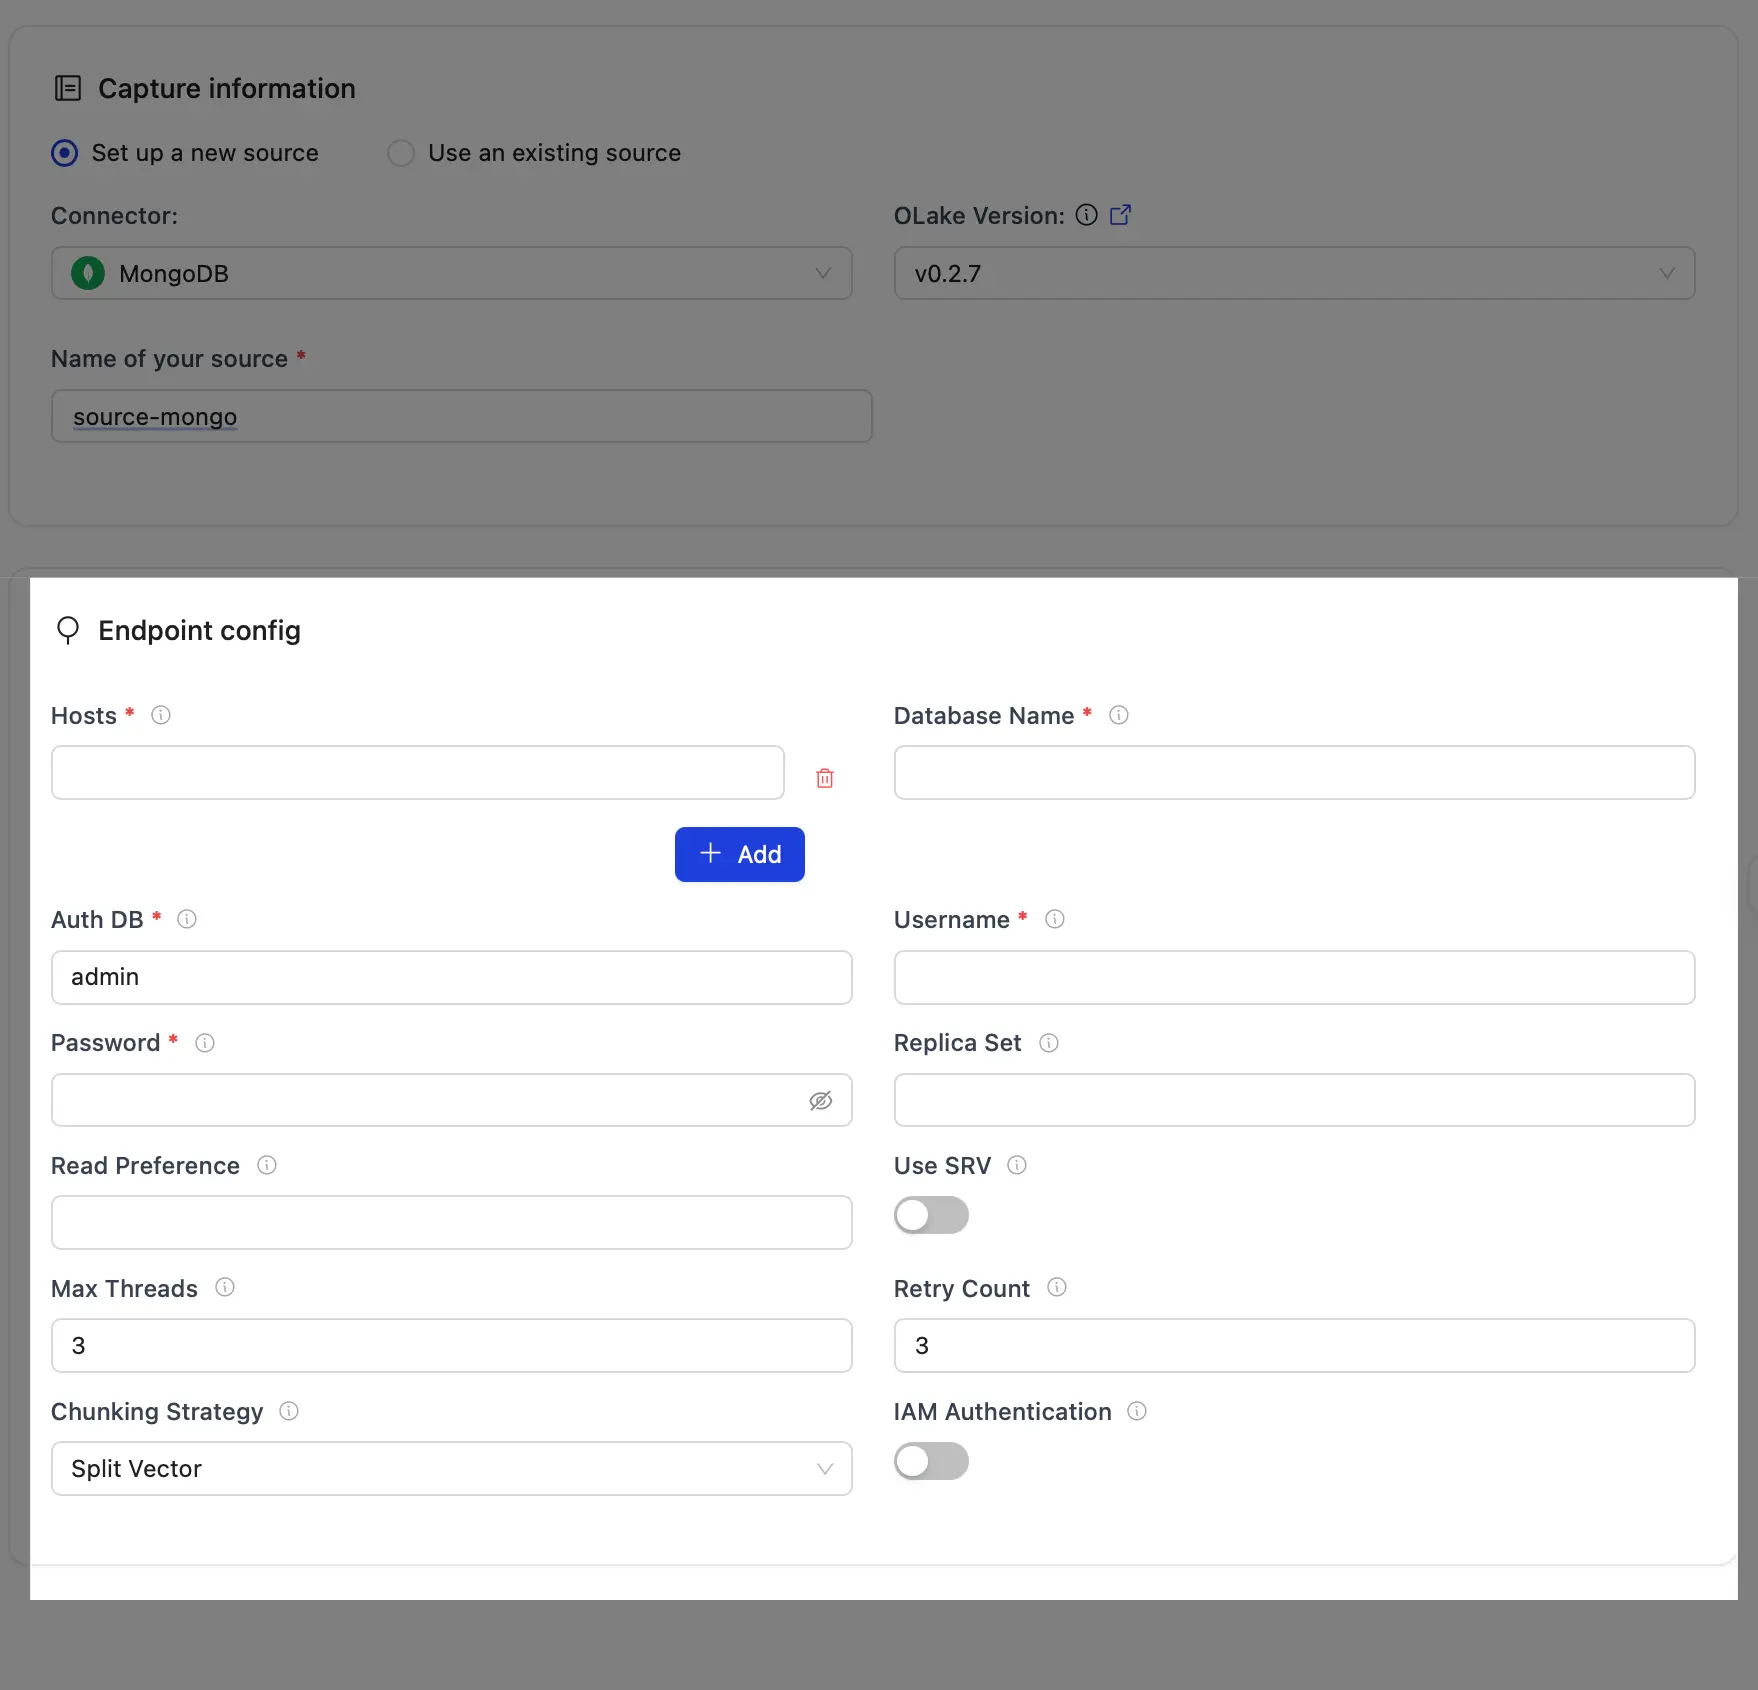 Capture information
Set up a new source
Use an existing source
Connector:
OLake Version:
MongoDB
v0.2.7
Name of your source *
source-mongo
Endpoint config
Hosts *
Database Name *
+ Add
Auth DB *
Username *
admin
Password *
Replica Set
Read Preference
Use SRV
Max Threads
Retry Count
3
3
Chunking Strategy
IAM Authentication
Split Vector